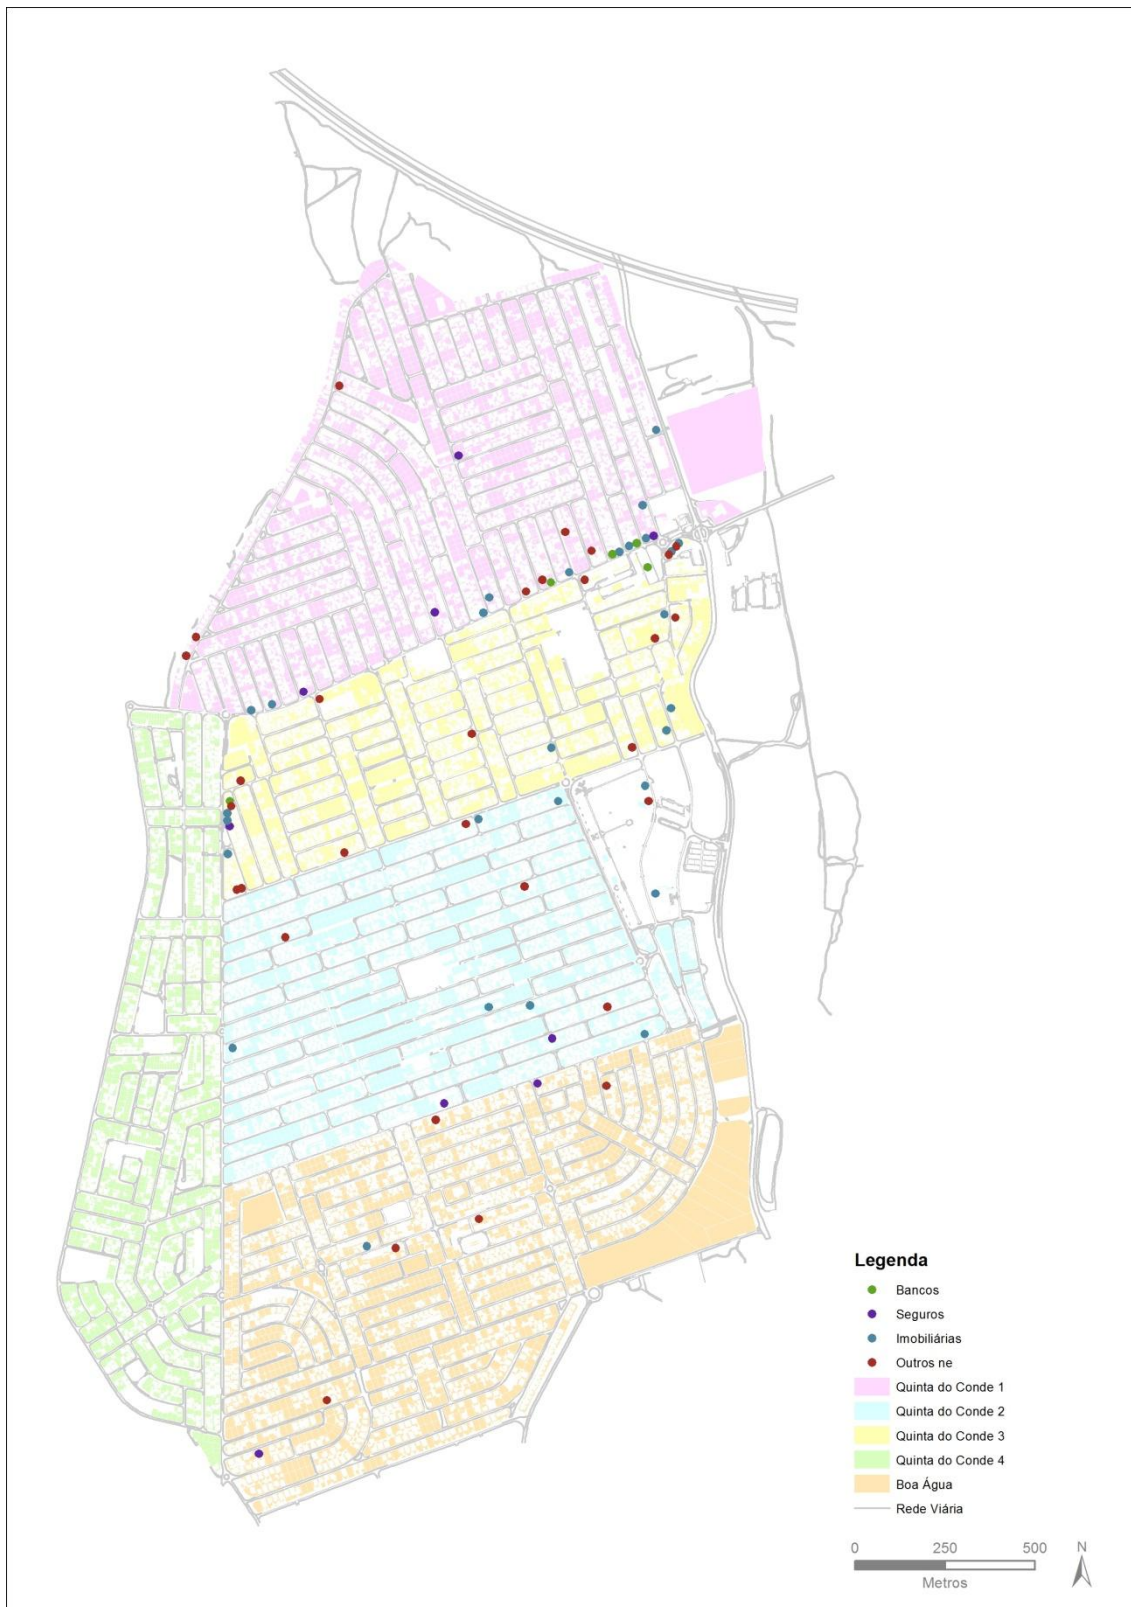 Legenda
Bancos
Seguros
Imobiliárias
Outros ne
Quinta do Conde 1
Quinta do Conde 2
Quinta do Conde 3
Quinta do Conde 4
Boa Água
Rede Viária
0 250 500
Metros
N